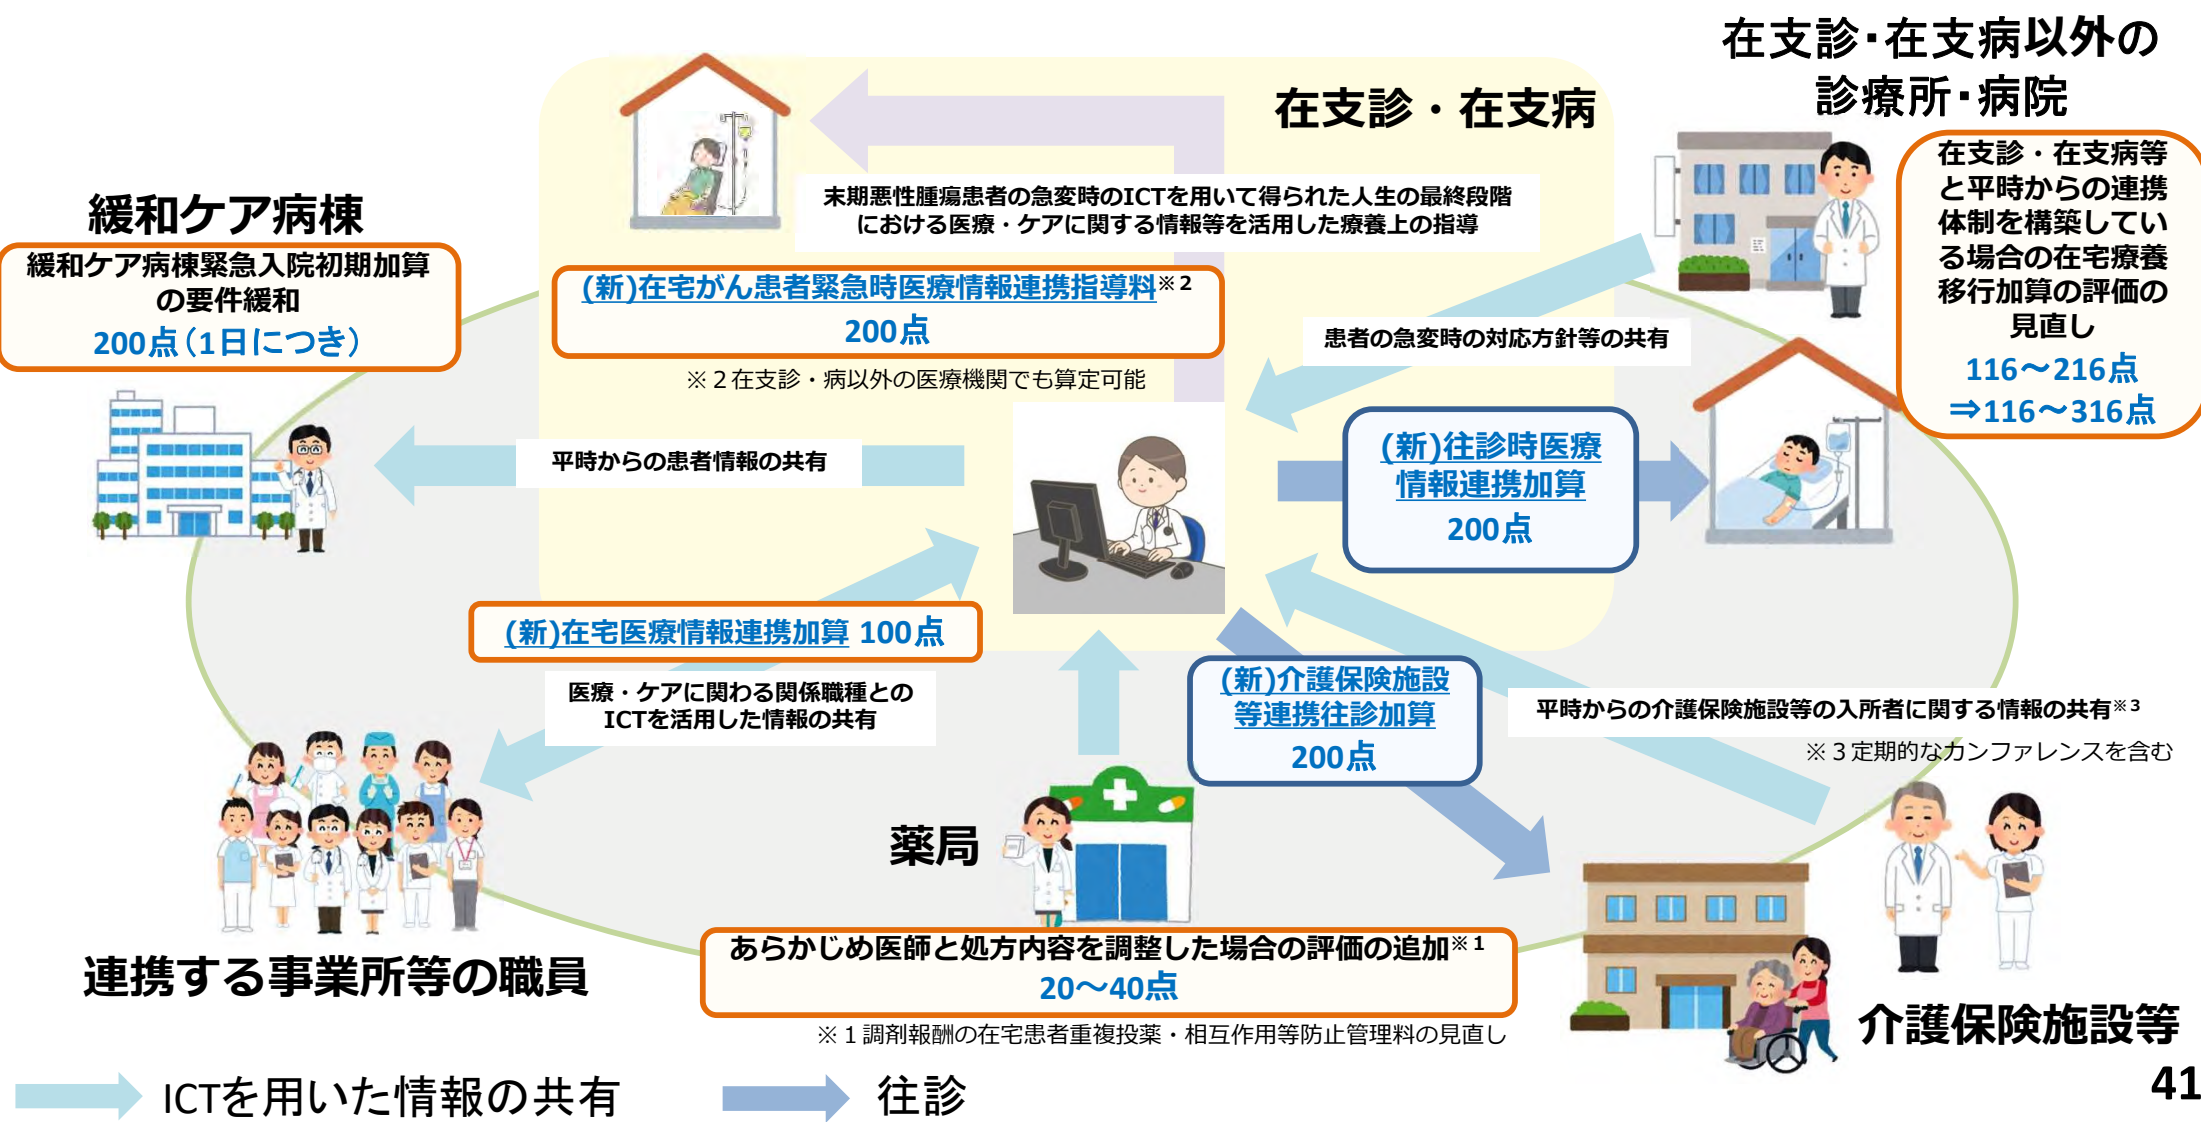 在支診・在支病以外の
診療所・病院
在支診・在支病
在支診・在支病等
と平時からの連携
体制を構築してい
る場合の在宅療養
移行加算の評価の
見直し
116～216点
⇒116～316点
末期悪性腫瘍患者の急変時のICTを用いて得られた人生の最終段階
における医療・ケアに関する情報等を活用した療養上の指導
緩和ケア病棟
緩和ケア病棟緊急入院初期加算
の要件緩和
200点（1日につき）
(新)在宅がん患者緊急時医療情報連携指導料※2
200点
※２在支診・病以外の医療機関でも算定可能
患者の急変時の対応方針等の共有
平時からの患者情報の共有
(新)往診時医療
情報連携加算
200点
(新)在宅医療情報連携加算 100点
医療・ケアに関わる関係職種との
ICTを活用した情報の共有
(新)介護保険施設
等連携往診加算
200点
平時からの介護保険施設等の入所者に関する情報の共有※3
※３定期的なカンファレンスを含む
薬局
あらかじめ医師と処方内容を調整した場合の評価の追加※1
20～40点
※１調剤報酬の在宅患者重複投薬・相互作用等防止管理料の見直し
連携する事業所等の職員
介護保険施設等
ICTを用いた情報の共有
往診
41